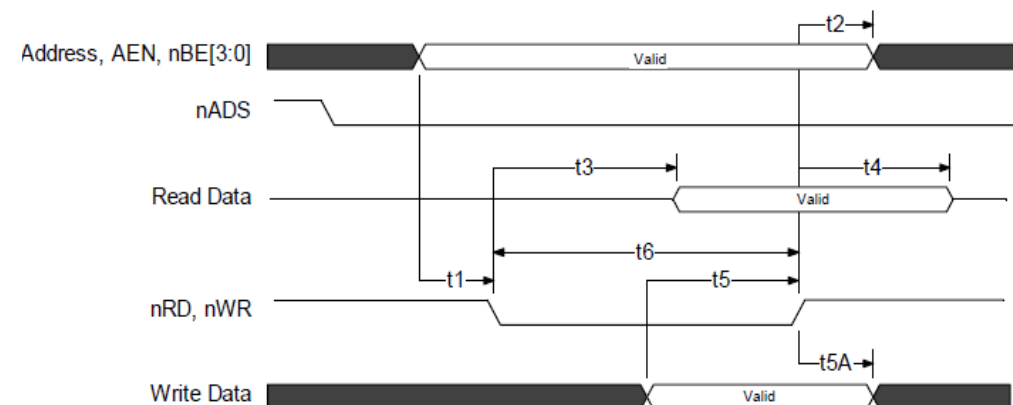 t2
Address, AEN, nBE[3:0]
Valid
nADS
t3
t4
Read Data
Valid
t6
t1
t5
nRD, nWR
t5A
Write Data
Valid